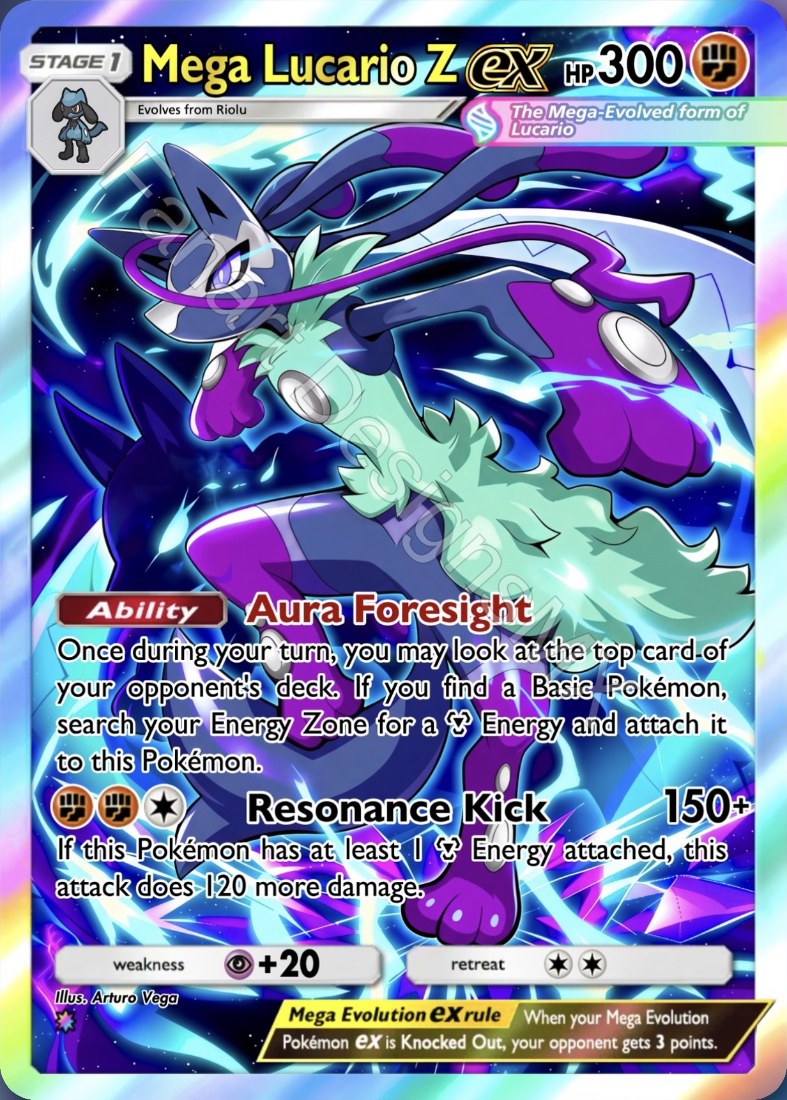 STAGE 1
Mega Lucario Z ex HP 300
Evolves from Riolu
The Mega-Evolved form of
Lucario
Fanart DesignsMX
Ability Aura Foresight
Once during your turn, you may look at the top card of
your opponent's deck. If you find a Basic Pokémon,
search your Energy Zone for a Energy and attach it
to this Pokémon.
Resonance Kick 150+
If this Pokémon has at least 1 Energy attached, this
attack does 120 more damage.
weakness +20 retreat
Illus. Arturo Vega
Mega Evolution ex rule When your Mega Evolution
Pokémon ex is Knocked Out, your opponent gets 3 points.